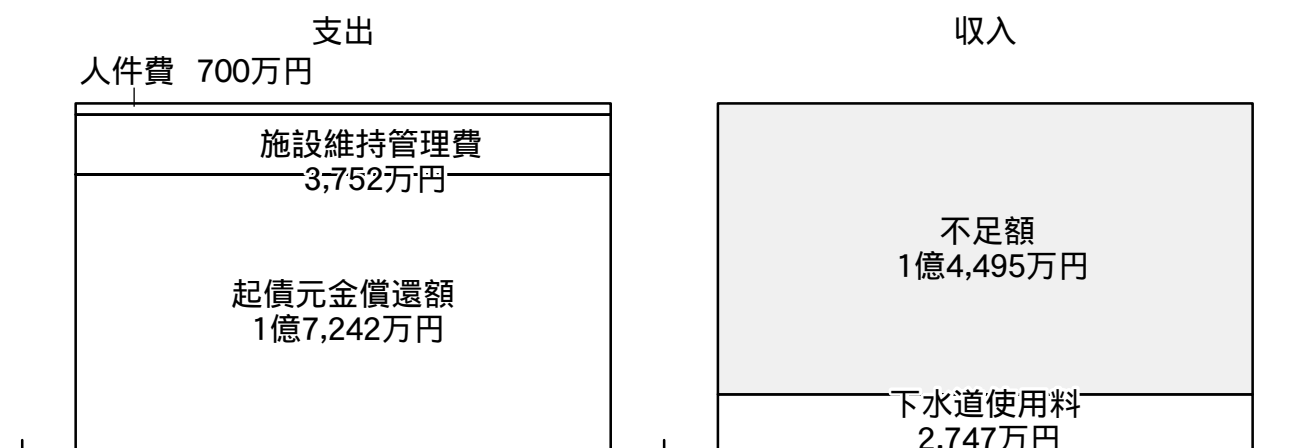 支出
人件費 700万円
施設維持管理費
3,752万円
起債元金償還額
1億7,242万円
収入
不足額
1億4,495万円
下水道使用料
2,747万円